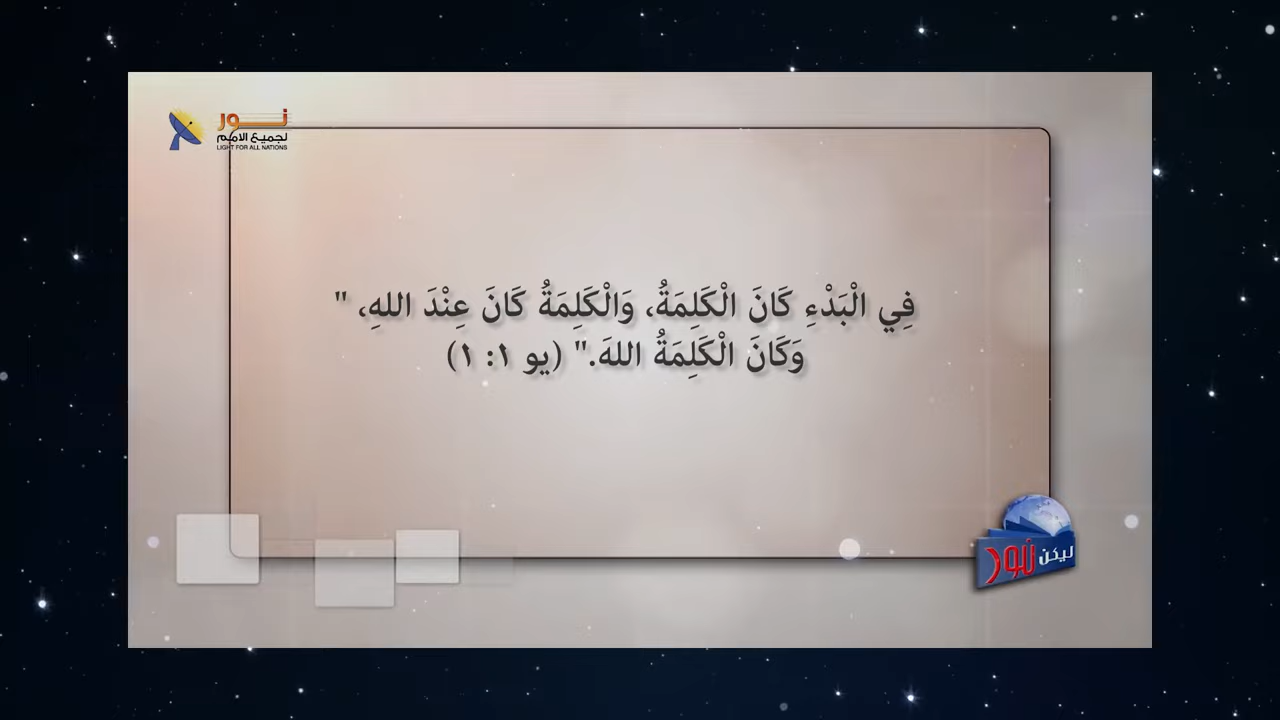 نور
لجميع الامم
LIGHT FOR ALL NATIONS
فِي الْبَدْءِ كَانَ الْكَلِمَةُ، وَالْكَلِمَةُ كَانَ عِنْدَ اللهِ، "
وَكَانَ الْكَلِمَةُ اللهَ." (يو ١: ١)
ليكن نور